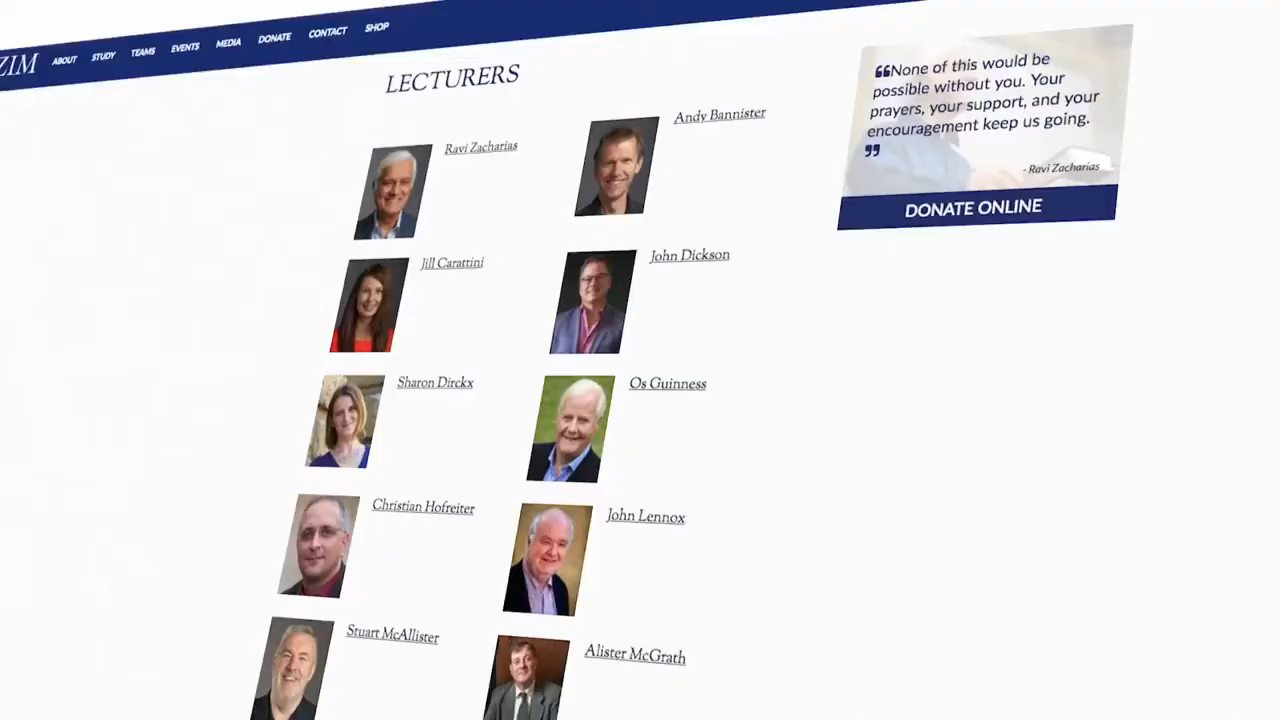 ZIM ABOUT STUDY TEAMS EVENTS MEDIA DONATE CONTACT SHOP
LECTURERS
Ravi Zacharias
Andy Bannister
Jill Carattini
John Dickson
Sharon Dirckx
Os Guinness
Christian Hofreiter
John Lennox
Stuart McAllister
Alister McGrath
❝None of this would be
possible without you. Your
prayers, your support, and your
encouragement keep us going.
❞
- Ravi Zacharias
DONATE ONLINE